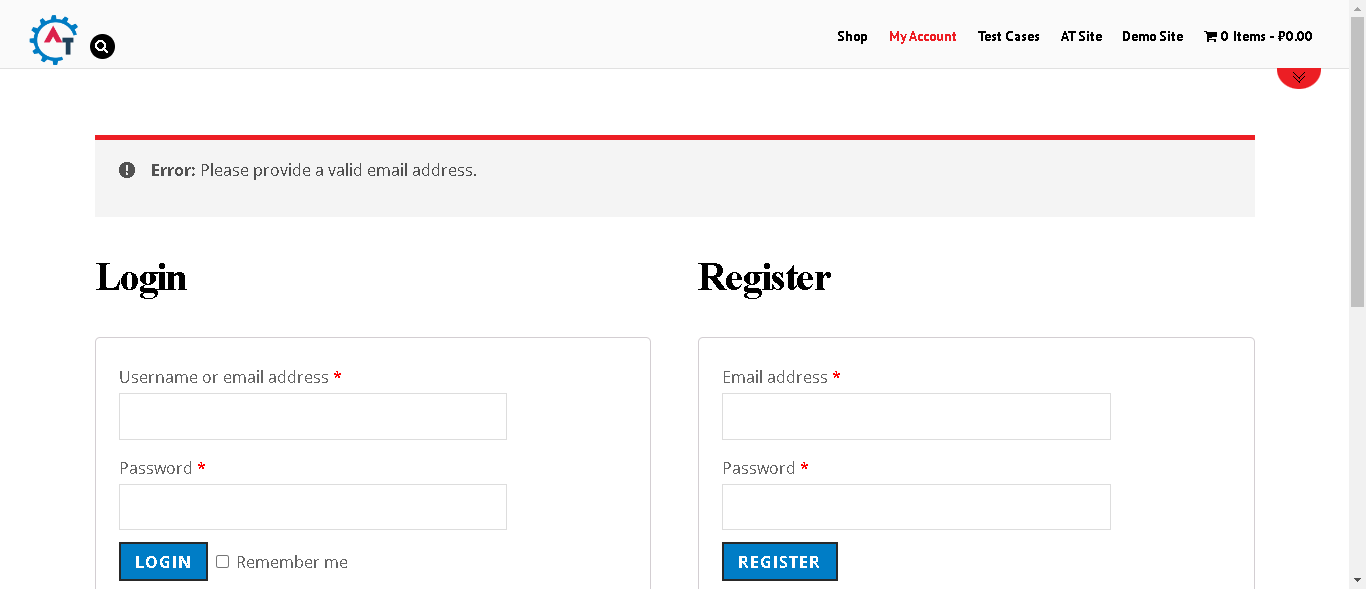 AT
Shop My Account Test Cases AT Site Demo Site 0 Items - ₽0.00
Error: Please provide a valid email address.
Login
Register
Username or email address *
Password *
LOGIN Remember me
Email address *
Password *
REGISTER